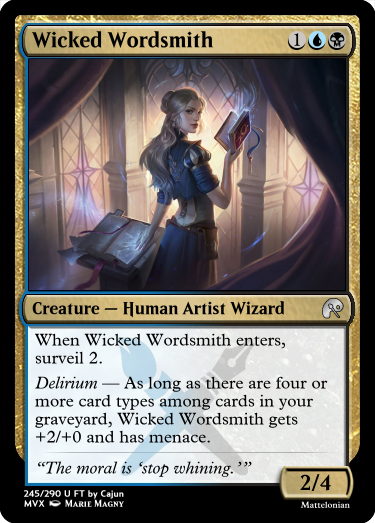 Wicked Wordsmith 1
Creature — Human Artist Wizard
When Wicked Wordsmith enters,
surveil 2.
Delirium — As long as there are four or
more card types among cards in your
graveyard, Wicked Wordsmith gets
+2/+0 and has menace.
“The moral is ‘stop whining.’”
2/4
245/290 U FT by Cajun
MVX Marie Magny
Mattelonian